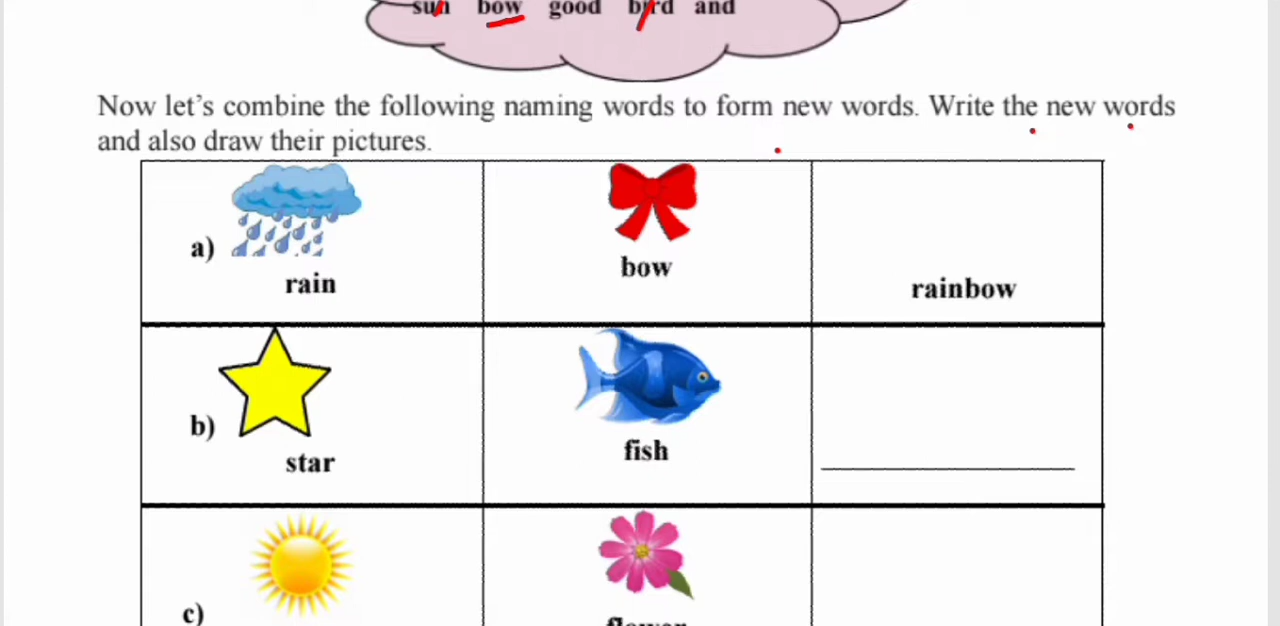 sun bow good bird and
Now let's combine the following naming words to form new words. Write the new words
and also draw their pictures.
a)
rain
bow
rainbow
b)
star
fish
c)
flower